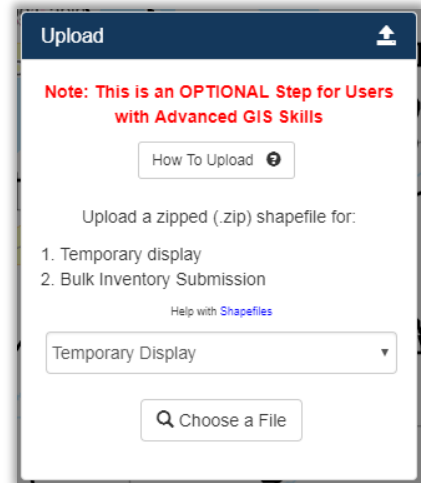 Upload
Note: This is an OPTIONAL Step for Users
with Advanced GIS Skills
How To Upload
Upload a zipped (.zip) shapefile for:
1. Temporary display
2. Bulk Inventory Submission
Help with Shapefiles
Temporary Display
Choose a File